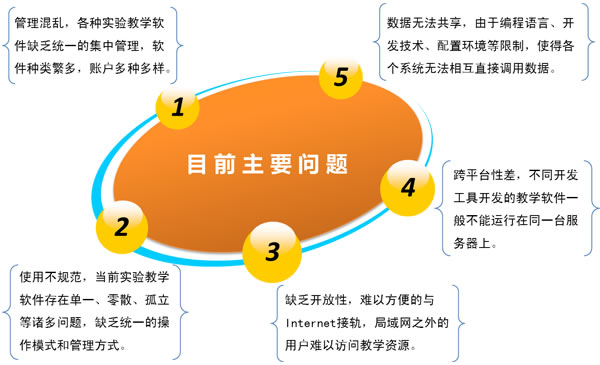 管理混乱，各种实验教学软
件缺乏统一的集中管理，软
件种类繁多，账户多种多样。
数据无法共享，由于编程语言、开
发技术、配置环境等限制，使得各
个系统无法相互直接调用数据。
5
1
目前主要问题
4
跨平台性差，不同开发
工具开发的教学软件一
般不能运行在同一台服
务器上。
2
3
使用不规范，当前实验教学
软件存在单一、零散、孤立
等诸多问题，缺乏统一的操
作模式和管理方式。
缺乏开放性，难以方便的与
Internet接轨，局域网之外的
用户难以访问教学资源。